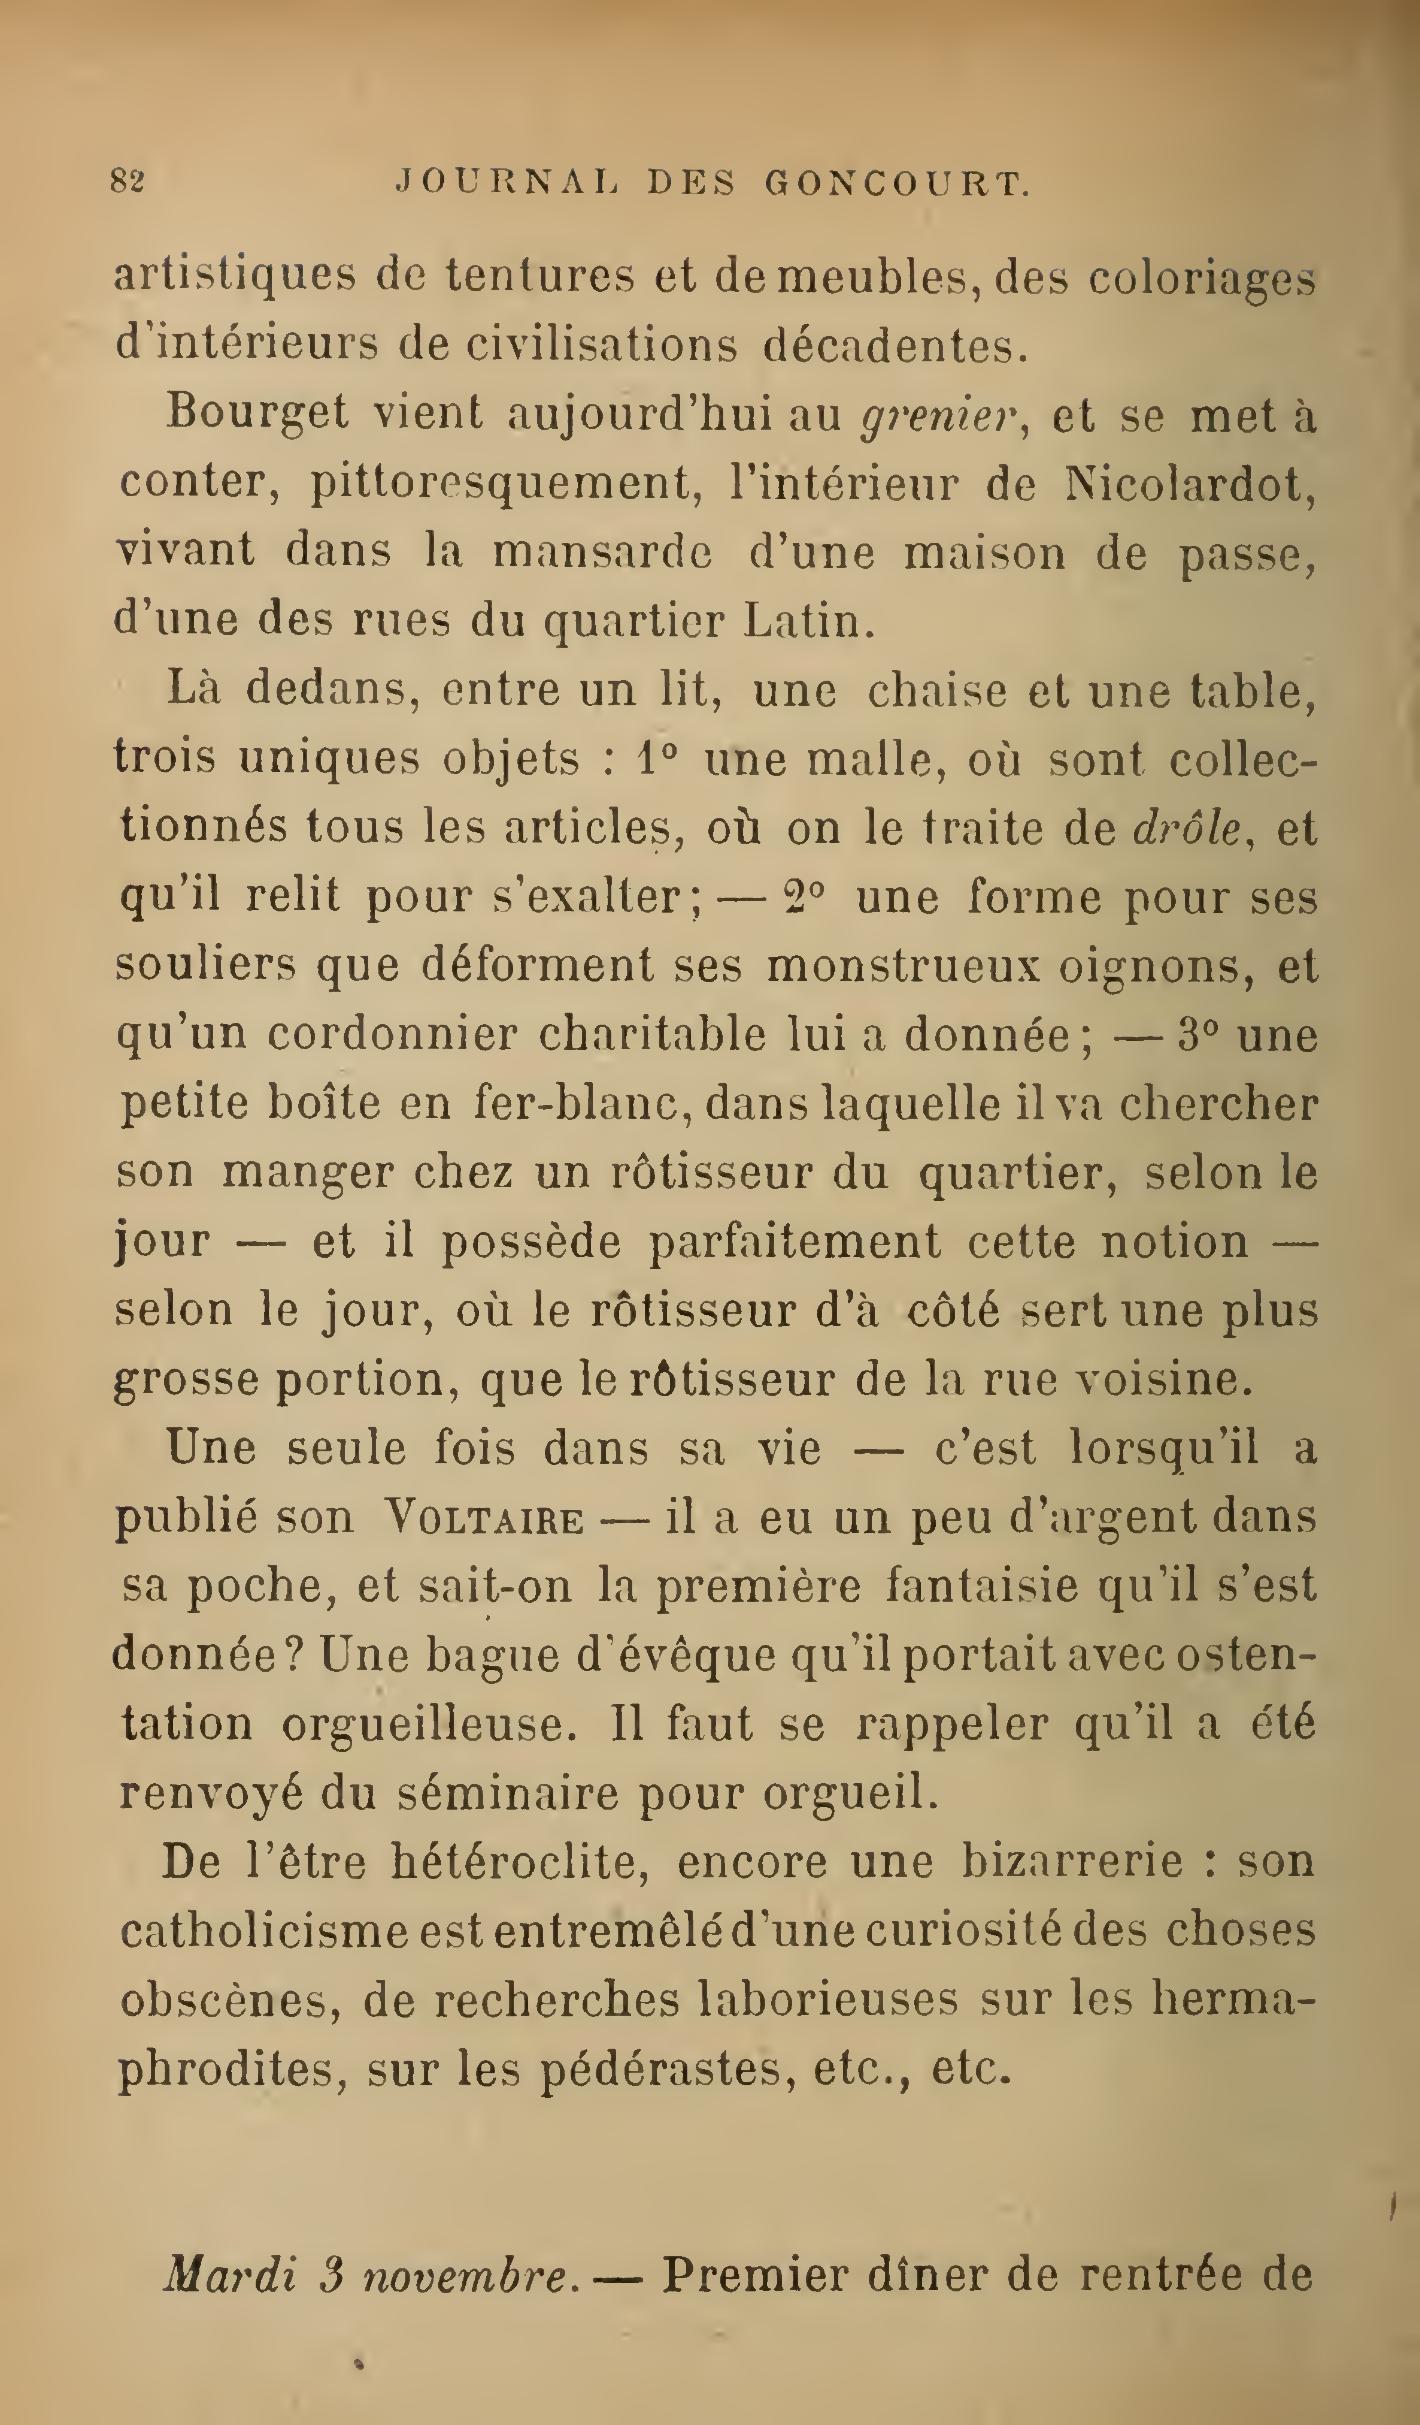 82 JOURNAL DES GONCOURT.
artistiques de tentures et de meubles, des coloriages
d'intérieurs de civilisations décadentes.
Bourget vient aujourd'hui au grenier, et se met à
conter, pittoresquement, l'intérieur de Nicolardot,
vivant dans la mansarde d'une maison de passe,
d'une des rues du quartier Latin.
Là dedans, entre un lit, une chaise et une table,
trois uniques objets : 1° une malle, où sont collec-
tionnés tous les articles, où on le traite de drôle, et
qu'il relit pour s'exalter; — 2° une forme pour ses
souliers que déforment ses monstrueux oignons, et
qu'un cordonnier charitable lui a donnée; — 3° une
petite boîte en fer-blanc, dans laquelle il va chercher
son manger chez un rôtisseur du quartier, selon le
jour — et il possède parfaitement cette notion —
selon le jour, où le rôtisseur d'à côté sert une plus
grosse portion, que le rôtisseur de la rue voisine.
Une seule fois dans sa vie — c'est lorsqu'il a
publié son VOLTAIRE — il a eu un peu d'argent dans
sa poche, et sait-on la première fantaisie qu'il s'est
donnée? Une bague d'évêque qu'il portait avec osten-
tation orgueilleuse. Il faut se rappeler qu'il a été
renvoyé du séminaire pour orgueil.
De l'être hétéroclite, encore une bizarrerie : son
catholicisme est entremêlé d'une curiosité des choses
obscènes, de recherches laborieuses sur les herma-
phrodites, sur les pédérastes, etc., etc.
Mardi 3 novembre. — Premier dîner de rentrée de